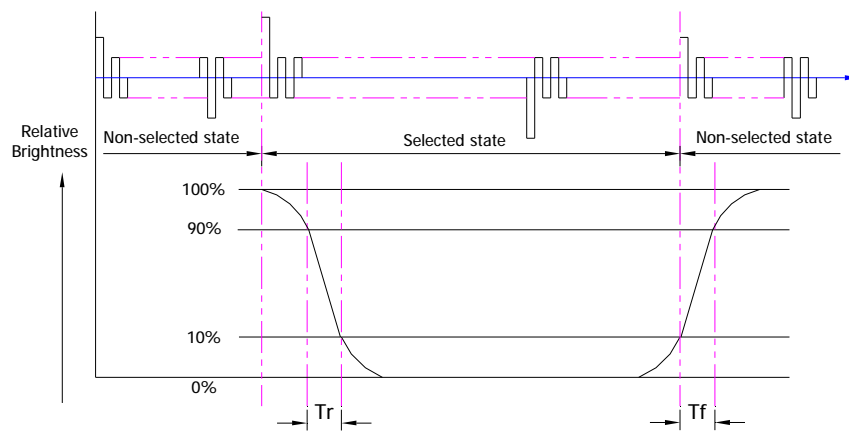 Relative
Brightness
Non-selected state
Selected state
Non-selected state
100%
90%
10%
0%
Tr
Tf